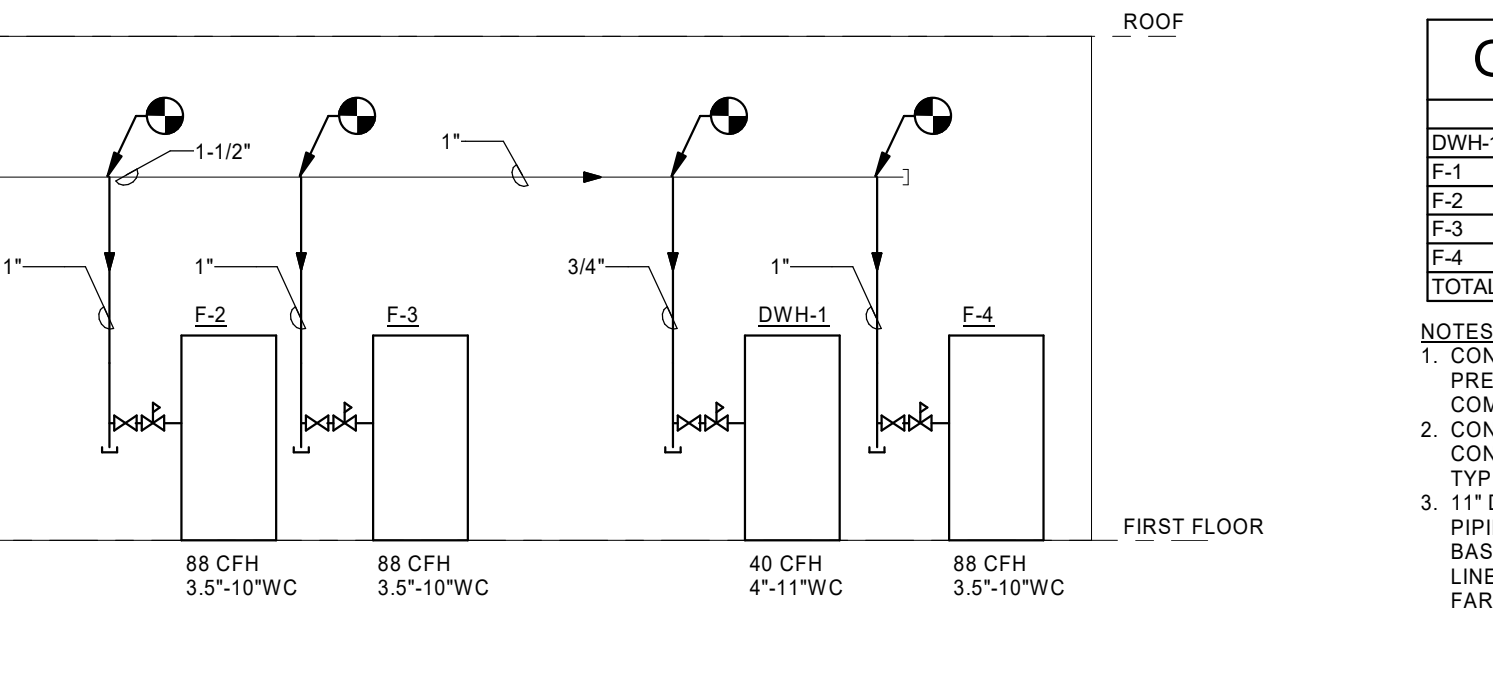 ROOF
1-1/2"
1"
1"
1"
3/4"
1"
F-2
F-3
DWH-1
F-4
FIRST FLOOR
88 CFH
3.5"-10"WC
88 CFH
3.5"-10"WC
40 CFH
4"-11"WC
88 CFH
3.5"-10"WC
DWH-1
F-1
F-2
F-3
F-4
TOTAL
NOTES
1. CON
PRE
COM
2. CON
CON
TYP
3. 11" D
PIPI
BAS
LINE
FAR